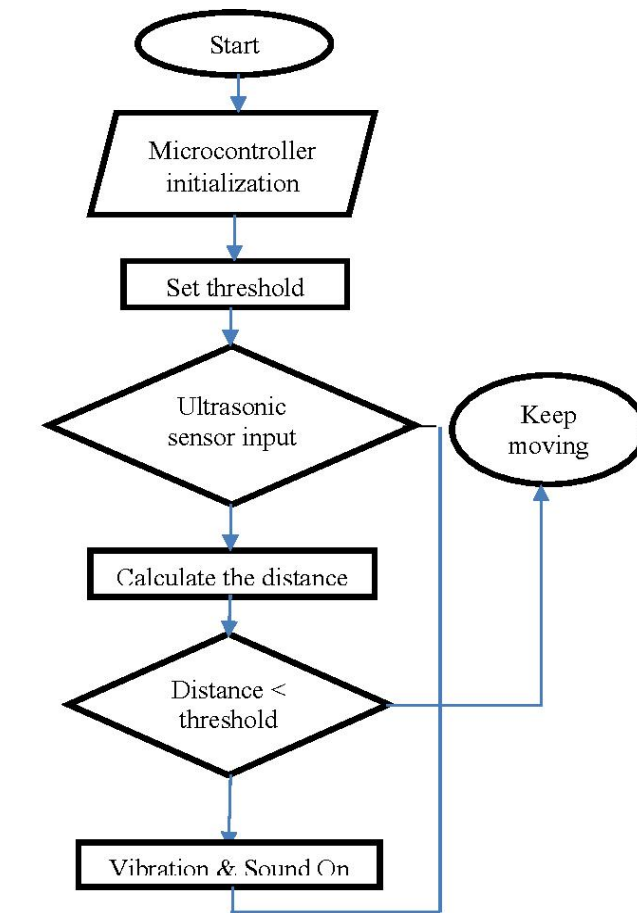 Start
Microcontroller
initialization
Set threshold
Ultrasonic
sensor input
Keep
moving
Calculate the distance
Distance <
threshold
Vibration & Sound On